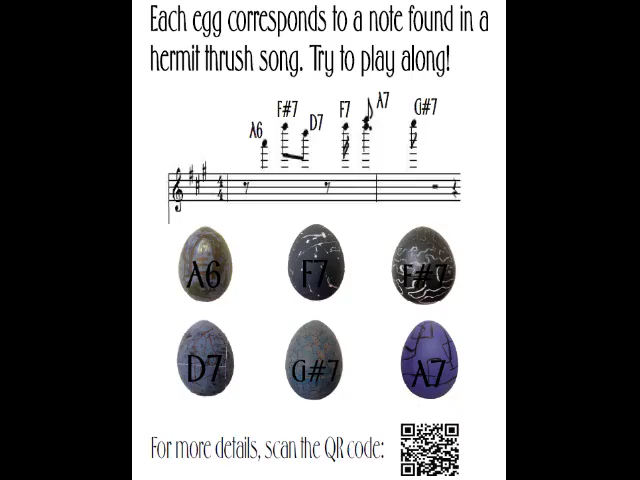 Each egg corresponds to a note found in a
hermit thrush song. Try to play along!
A6 F#7 D7 F7 A7 G#7
A6 F7 F#7
D7 G#7 A7
For more details, scan the QR code: